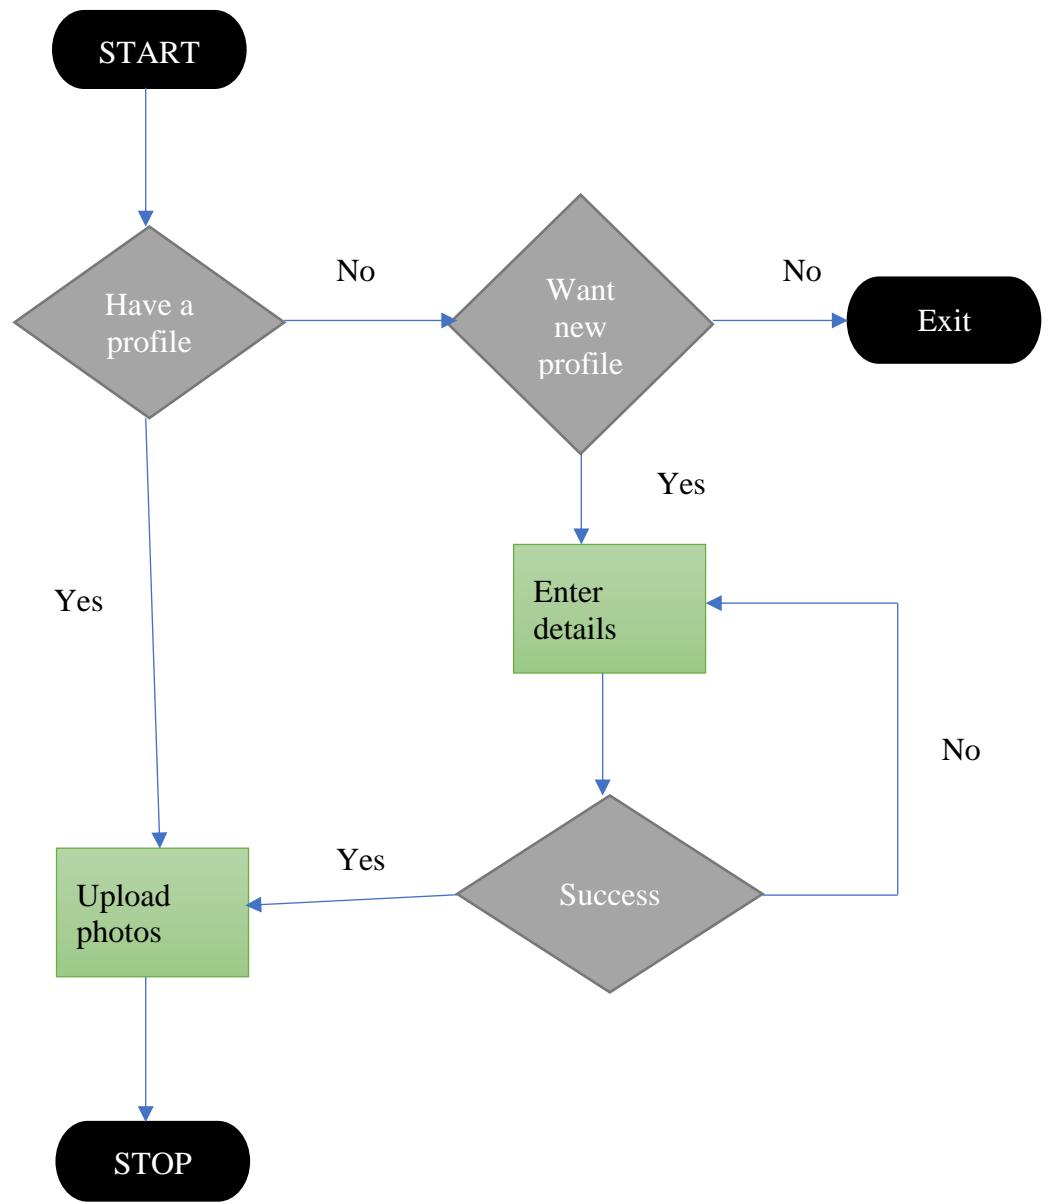 START
No
No
Have a
profile
Want
new
profile
Exit
Yes
Enter
details
Yes
No
Yes
Upload
photos
Success
STOP